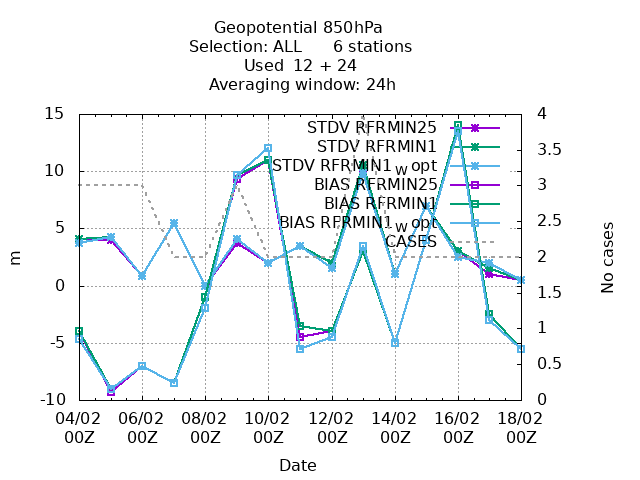 Geopotential 850hPa
Selection: ALL 6 stations
Used 12 + 24
Averaging window: 24h
STDV RFRMIN25
STDV RFRMIN1
STDV RFRMIN1 w opt
BIAS RFRMIN25
BIAS RFRMIN1
BIAS RFRMIN1 w opt
CASES
15
10
5
0
-5
-10
m
4
3.5
3
2.5
2
1.5
1
0.5
0
No cases
04/02 06/02 08/02 10/02 12/02 14/02 16/02 18/02
00Z 00Z 00Z 00Z 00Z 00Z 00Z 00Z
Date